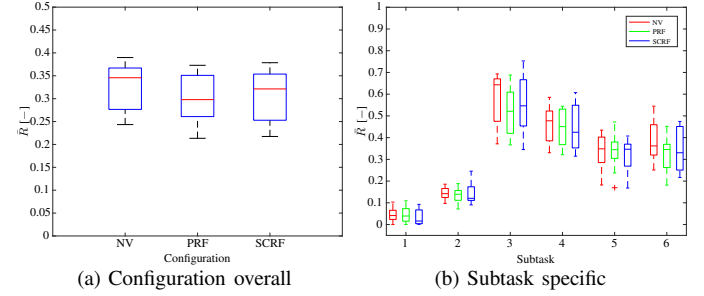 0.5
0.45
0.4
0.35
0.3
0.25
0.2
0.15
0.1
0.05
0
R̄ [−]
NV PRF SCRF
Configuration
(a) Configuration overall
1
0.9
0.8
0.7
0.6
0.5
0.4
0.3
0.2
0.1
0
R̄ [−]
NV
PRF
SCRF
1 2 3 4 5 6
Subtask
(b) Subtask specific